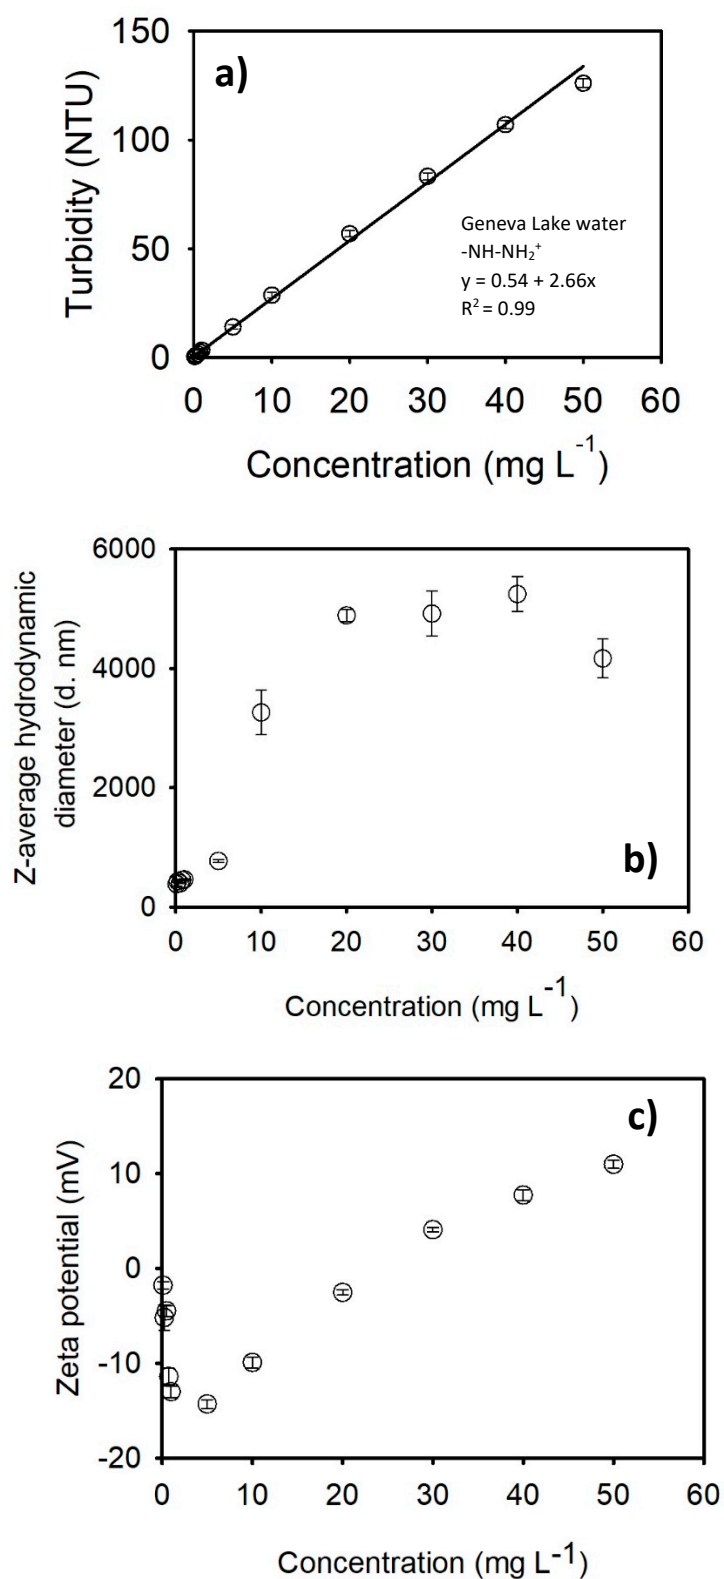 150
a)
100
Turbidity (NTU)
Geneva Lake water
-NH-NH₂⁺
50
y = 0.54 + 2.66x
R² = 0.99
0
0 10 20 30 40 50 60
Concentration (mg L⁻¹)
6000
4000
Z-average hydrodynamic
diameter (d. nm)
2000
b)
0
0 10 20 30 40 50 60
Concentration (mg L⁻¹)
20
c)
10
Zeta potential (mV)
0
-10
-20
0 10 20 30 40 50 60
Concentration (mg L⁻¹)